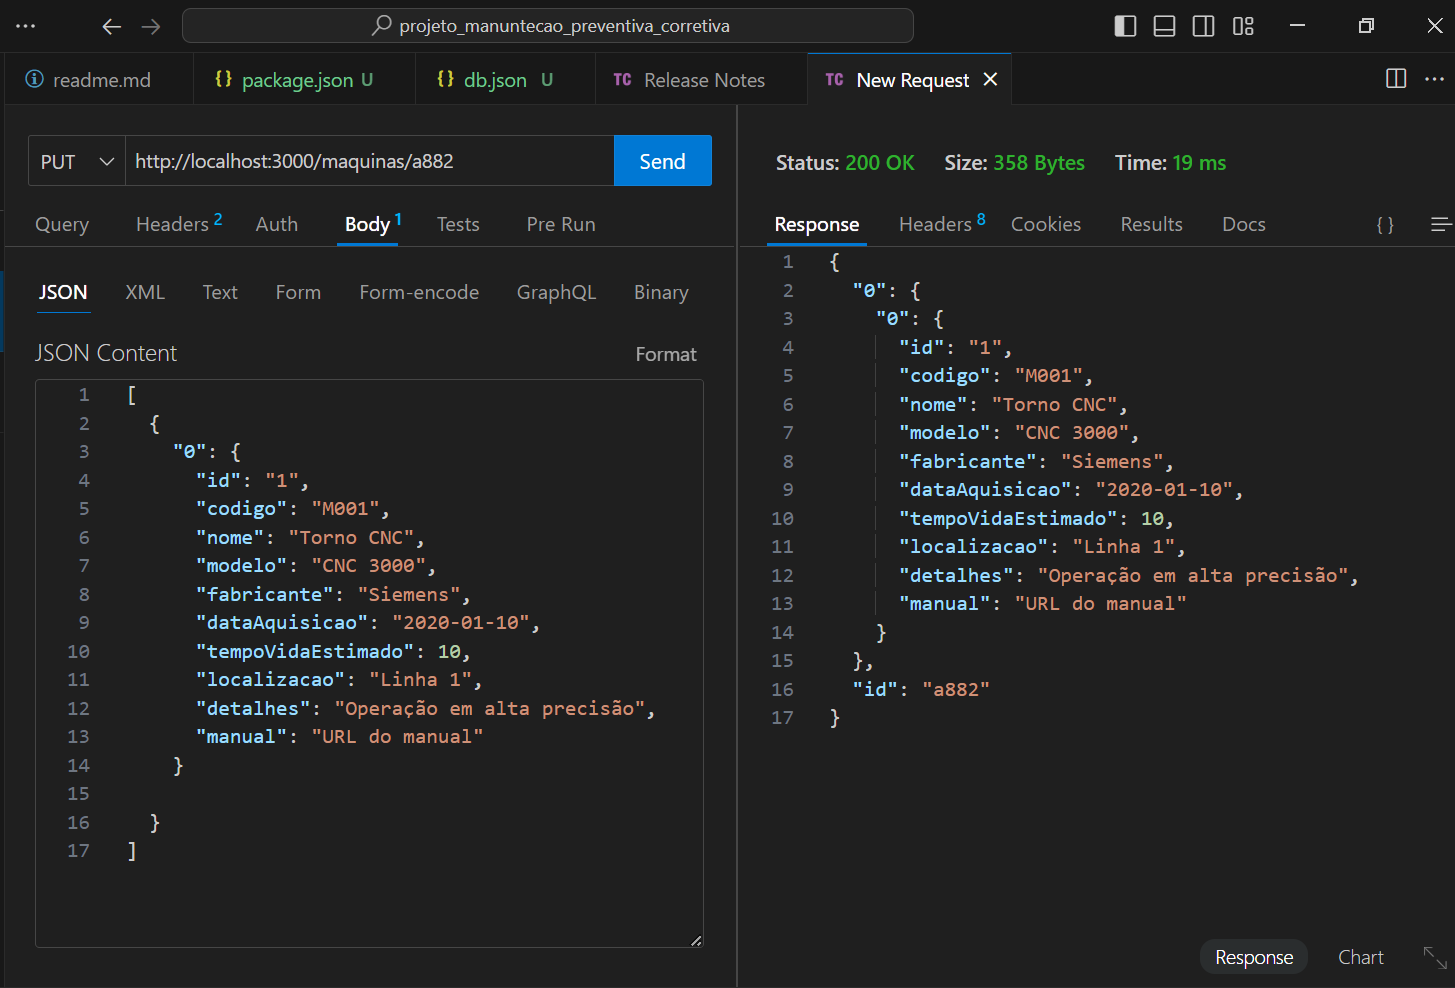 projeto_manuntecao_preventiva_corretiva
readme.md {} package.json U {} db.json U TC Release Notes TC New Request
PUT http://localhost:3000/maquinas/a882 Send
Status: 200 OK Size: 358 Bytes Time: 19 ms
Query Headers 2 Auth Body 1 Tests Pre Run
Response Headers 8 Cookies Results Docs { }
JSON XML Text Form Form-encode GraphQL Binary
JSON Content Format
1 [
2 {
3 "0": {
4 "id": "1",
5 "codigo": "M001",
6 "nome": "Torno CNC",
7 "modelo": "CNC 3000",
8 "fabricante": "Siemens",
9 "dataAquisicao": "2020-01-10",
10 "tempoVidaEstimado": 10,
11 "localizacao": "Linha 1",
12 "detalhes": "Operação em alta precisão",
13 "manual": "URL do manual"
14 }
15
16 }
17 ]
1 {
2 "0": {
3 "0": {
4 "id": "1",
5 "codigo": "M001",
6 "nome": "Torno CNC",
7 "modelo": "CNC 3000",
8 "fabricante": "Siemens",
9 "dataAquisicao": "2020-01-10",
10 "tempoVidaEstimado": 10,
11 "localizacao": "Linha 1",
12 "detalhes": "Operação em alta precisão",
13 "manual": "URL do manual"
14 }
15 },
16 "id": "a882"
17 }
Response Chart